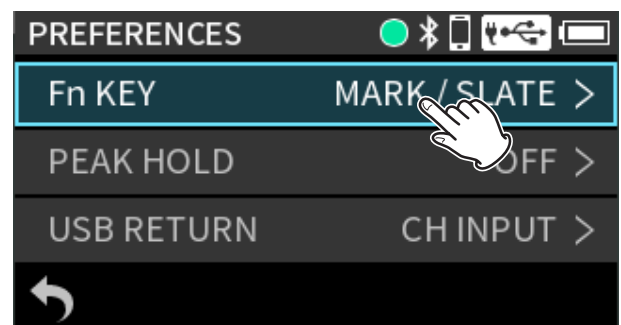 PREFERENCES
Fn KEY MARK / SLATE >
PEAK HOLD OFF >
USB RETURN CH INPUT >